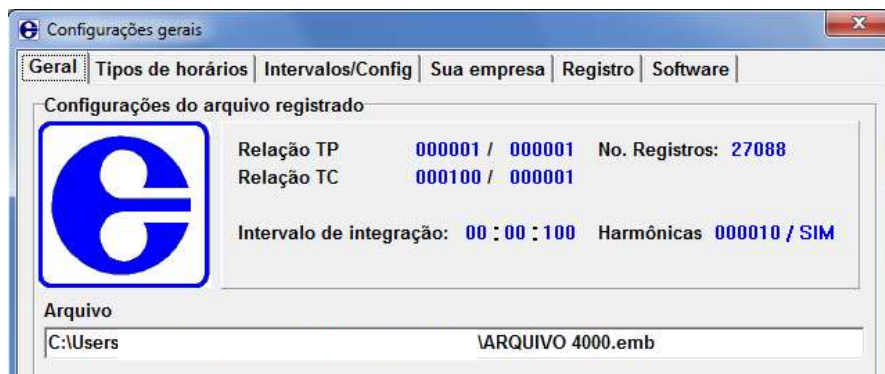 Configurações gerais
Geral Tipos de horários Intervalos/Config Sua empresa Registro Software
Configurações do arquivo registrado
Relação TP 000001 / 000001 No. Registros: 27088
Relação TC 000100 / 000001
Intervalo de integração: 00 : 00 : 100 Harmônicas 000010 / SIM
Arquivo
C:\Users \ARQUIVO 4000.emb